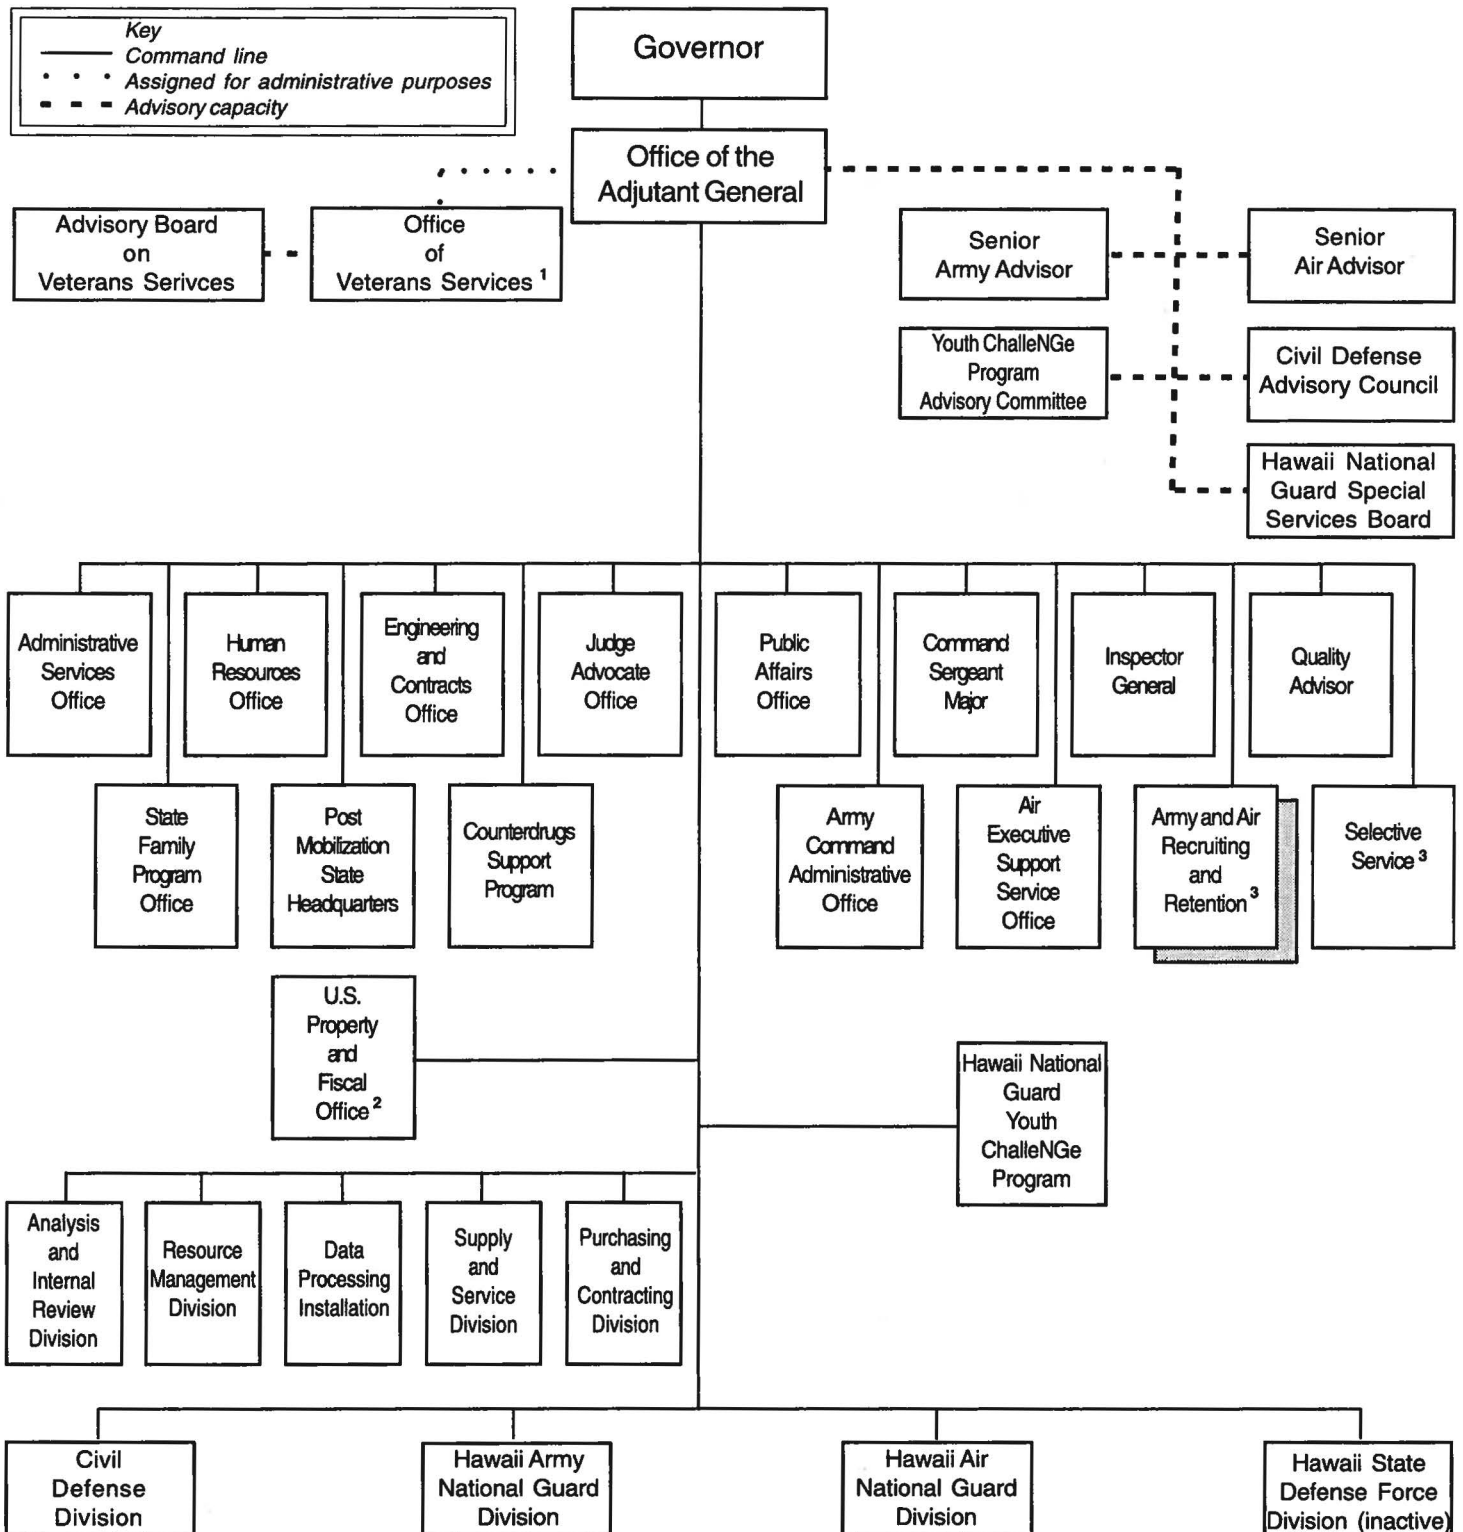 Key
Command line
Assigned for administrative purposes
Advisory capacity
Governor
Office of the
Adjutant General
Advisory Board
on
Veterans Serivces
Office
of
Veterans Services 1
Senior
Army Advisor
Senior
Air Advisor
Youth ChalleNGe
Program
Advisory Committee
Civil Defense
Advisory Council
Hawaii National
Guard Special
Services Board
Administrative
Services
Office
Human
Resources
Office
Engineering
and
Contracts
Office
Judge
Advocate
Office
Public
Affairs
Office
Command
Sergeant
Major
Inspector
General
Quality
Advisor
State
Family
Program
Office
Post
Mobilization
State
Headquarters
Counterdrugs
Support
Program
Army
Command
Administrative
Office
Air
Executive
Support
Service
Office
Army and Air
Recruiting
and
Retention 3
Selective
Service 3
U.S.
Property
and
Fiscal
Office 2
Hawaii National
Guard
Youth
ChalleNGe
Program
Analysis
and
Internal
Review
Division
Resource
Management
Division
Data
Processing
Installation
Supply
and
Service
Division
Purchasing
and
Contracting
Division
Civil
Defense
Division
Hawaii Army
National Guard
Division
Hawaii Air
National Guard
Division
Hawaii State
Defense Force
Division (inactive)